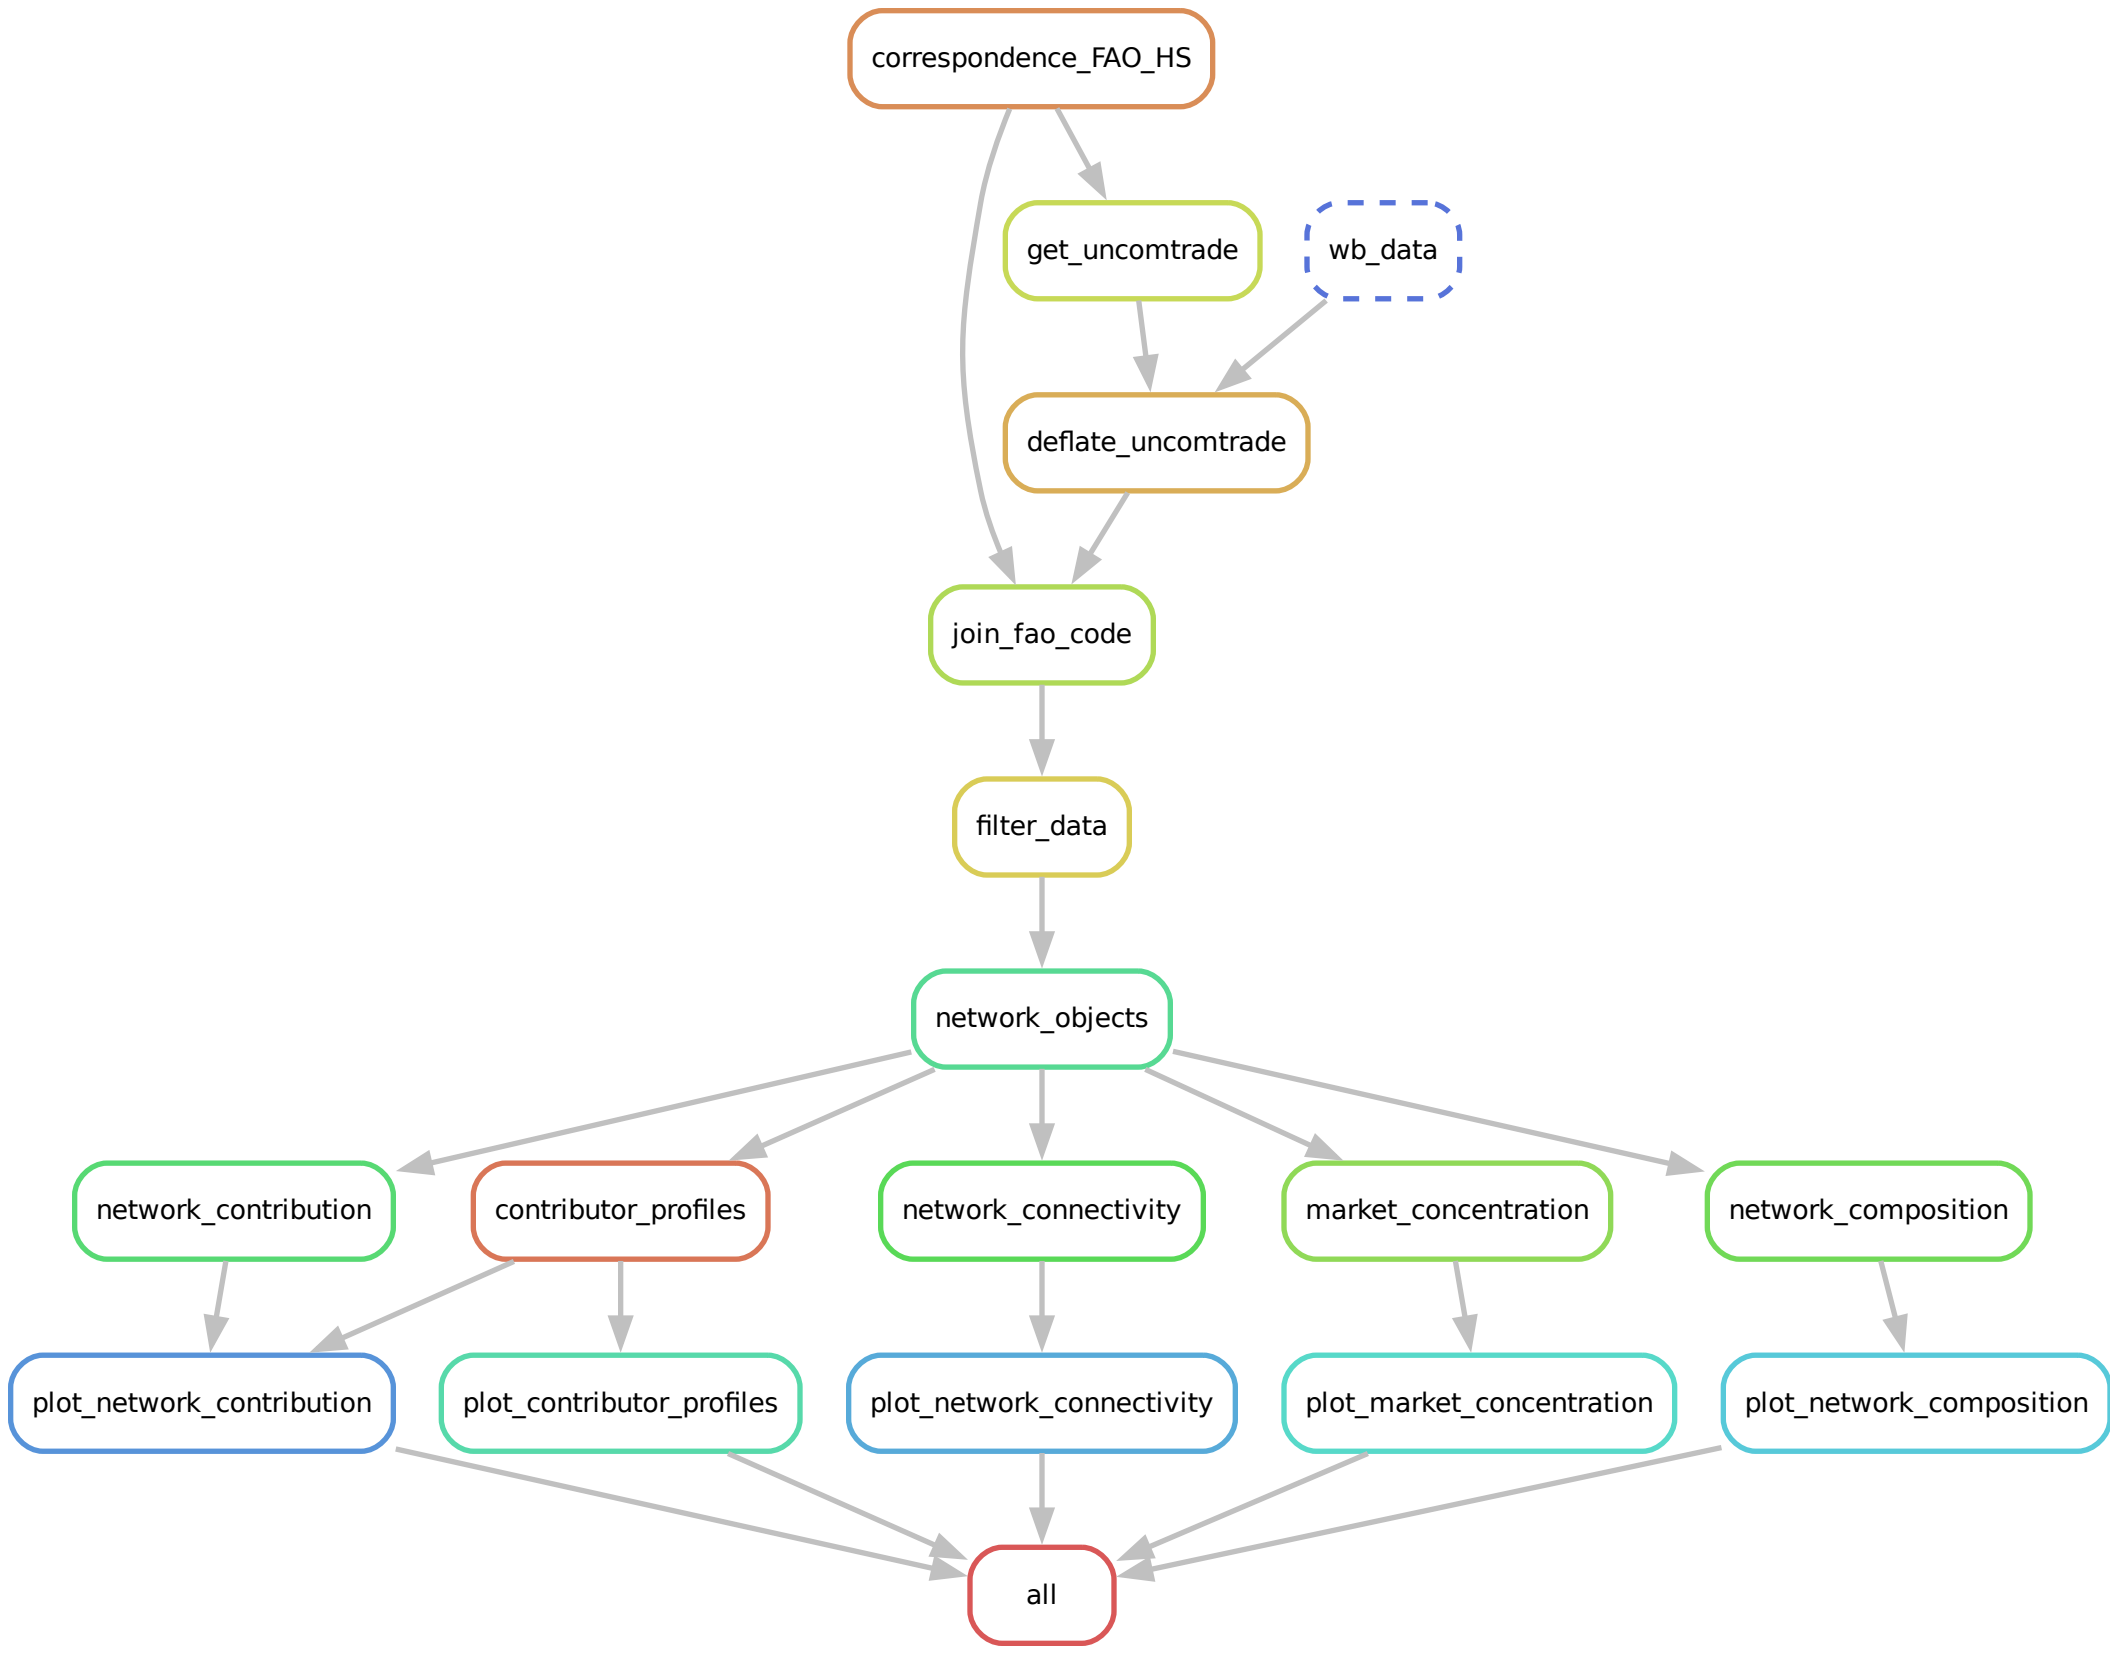 correspondence_FAO_HS
get_uncomtrade
wb_data
deflate_uncomtrade
join_fao_code
filter_data
network_objects
network_contribution
contributor_profiles
network_connectivity
market_concentration
network_composition
plot_network_contribution
plot_contributor_profiles
plot_network_connectivity
plot_market_concentration
plot_network_composition
all